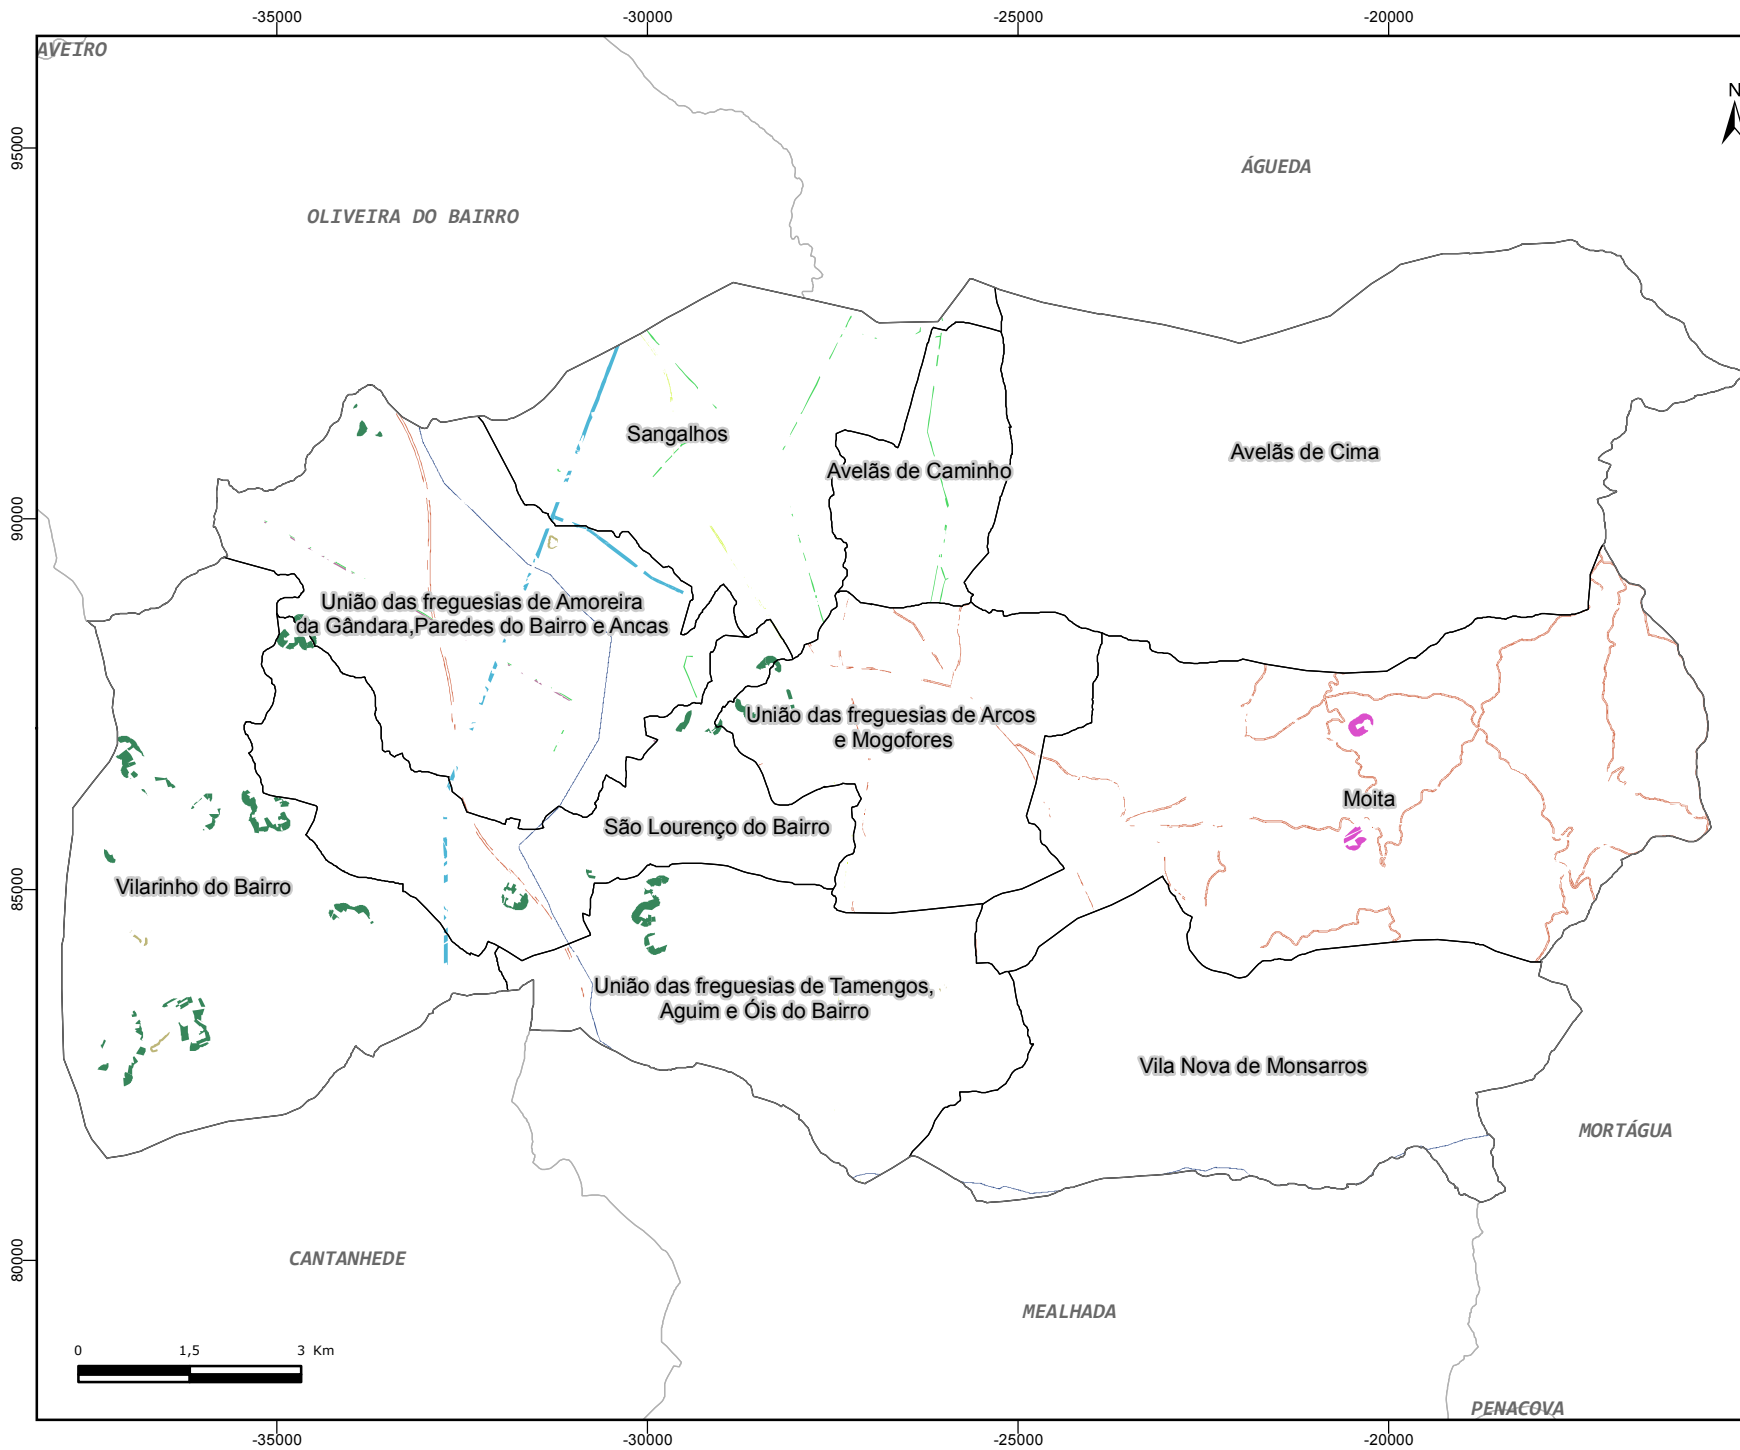 -35000
-30000
-25000
-20000
AVEIRO
N
95000
ÁGUEDA
OLIVEIRA DO BAIRRO
Sangalhos
Avelãs de Cima
Avelãs de Caminho
90000
União das freguesias de Amoreira
da Gândara,Paredes do Bairro e Ancas
União das freguesias de Arcos
e Mogofores
Moita
São Lourenço do Bairro
Vilarinho do Bairro
85000
União das freguesias de Tamengos,
Aguim e Óis do Bairro
Vila Nova de Monsarros
MORTÁGUA
CANTANHEDE
80000
MEALHADA
0 1,5 3 Km
PENACOVA
-35000
-30000
-25000
-20000